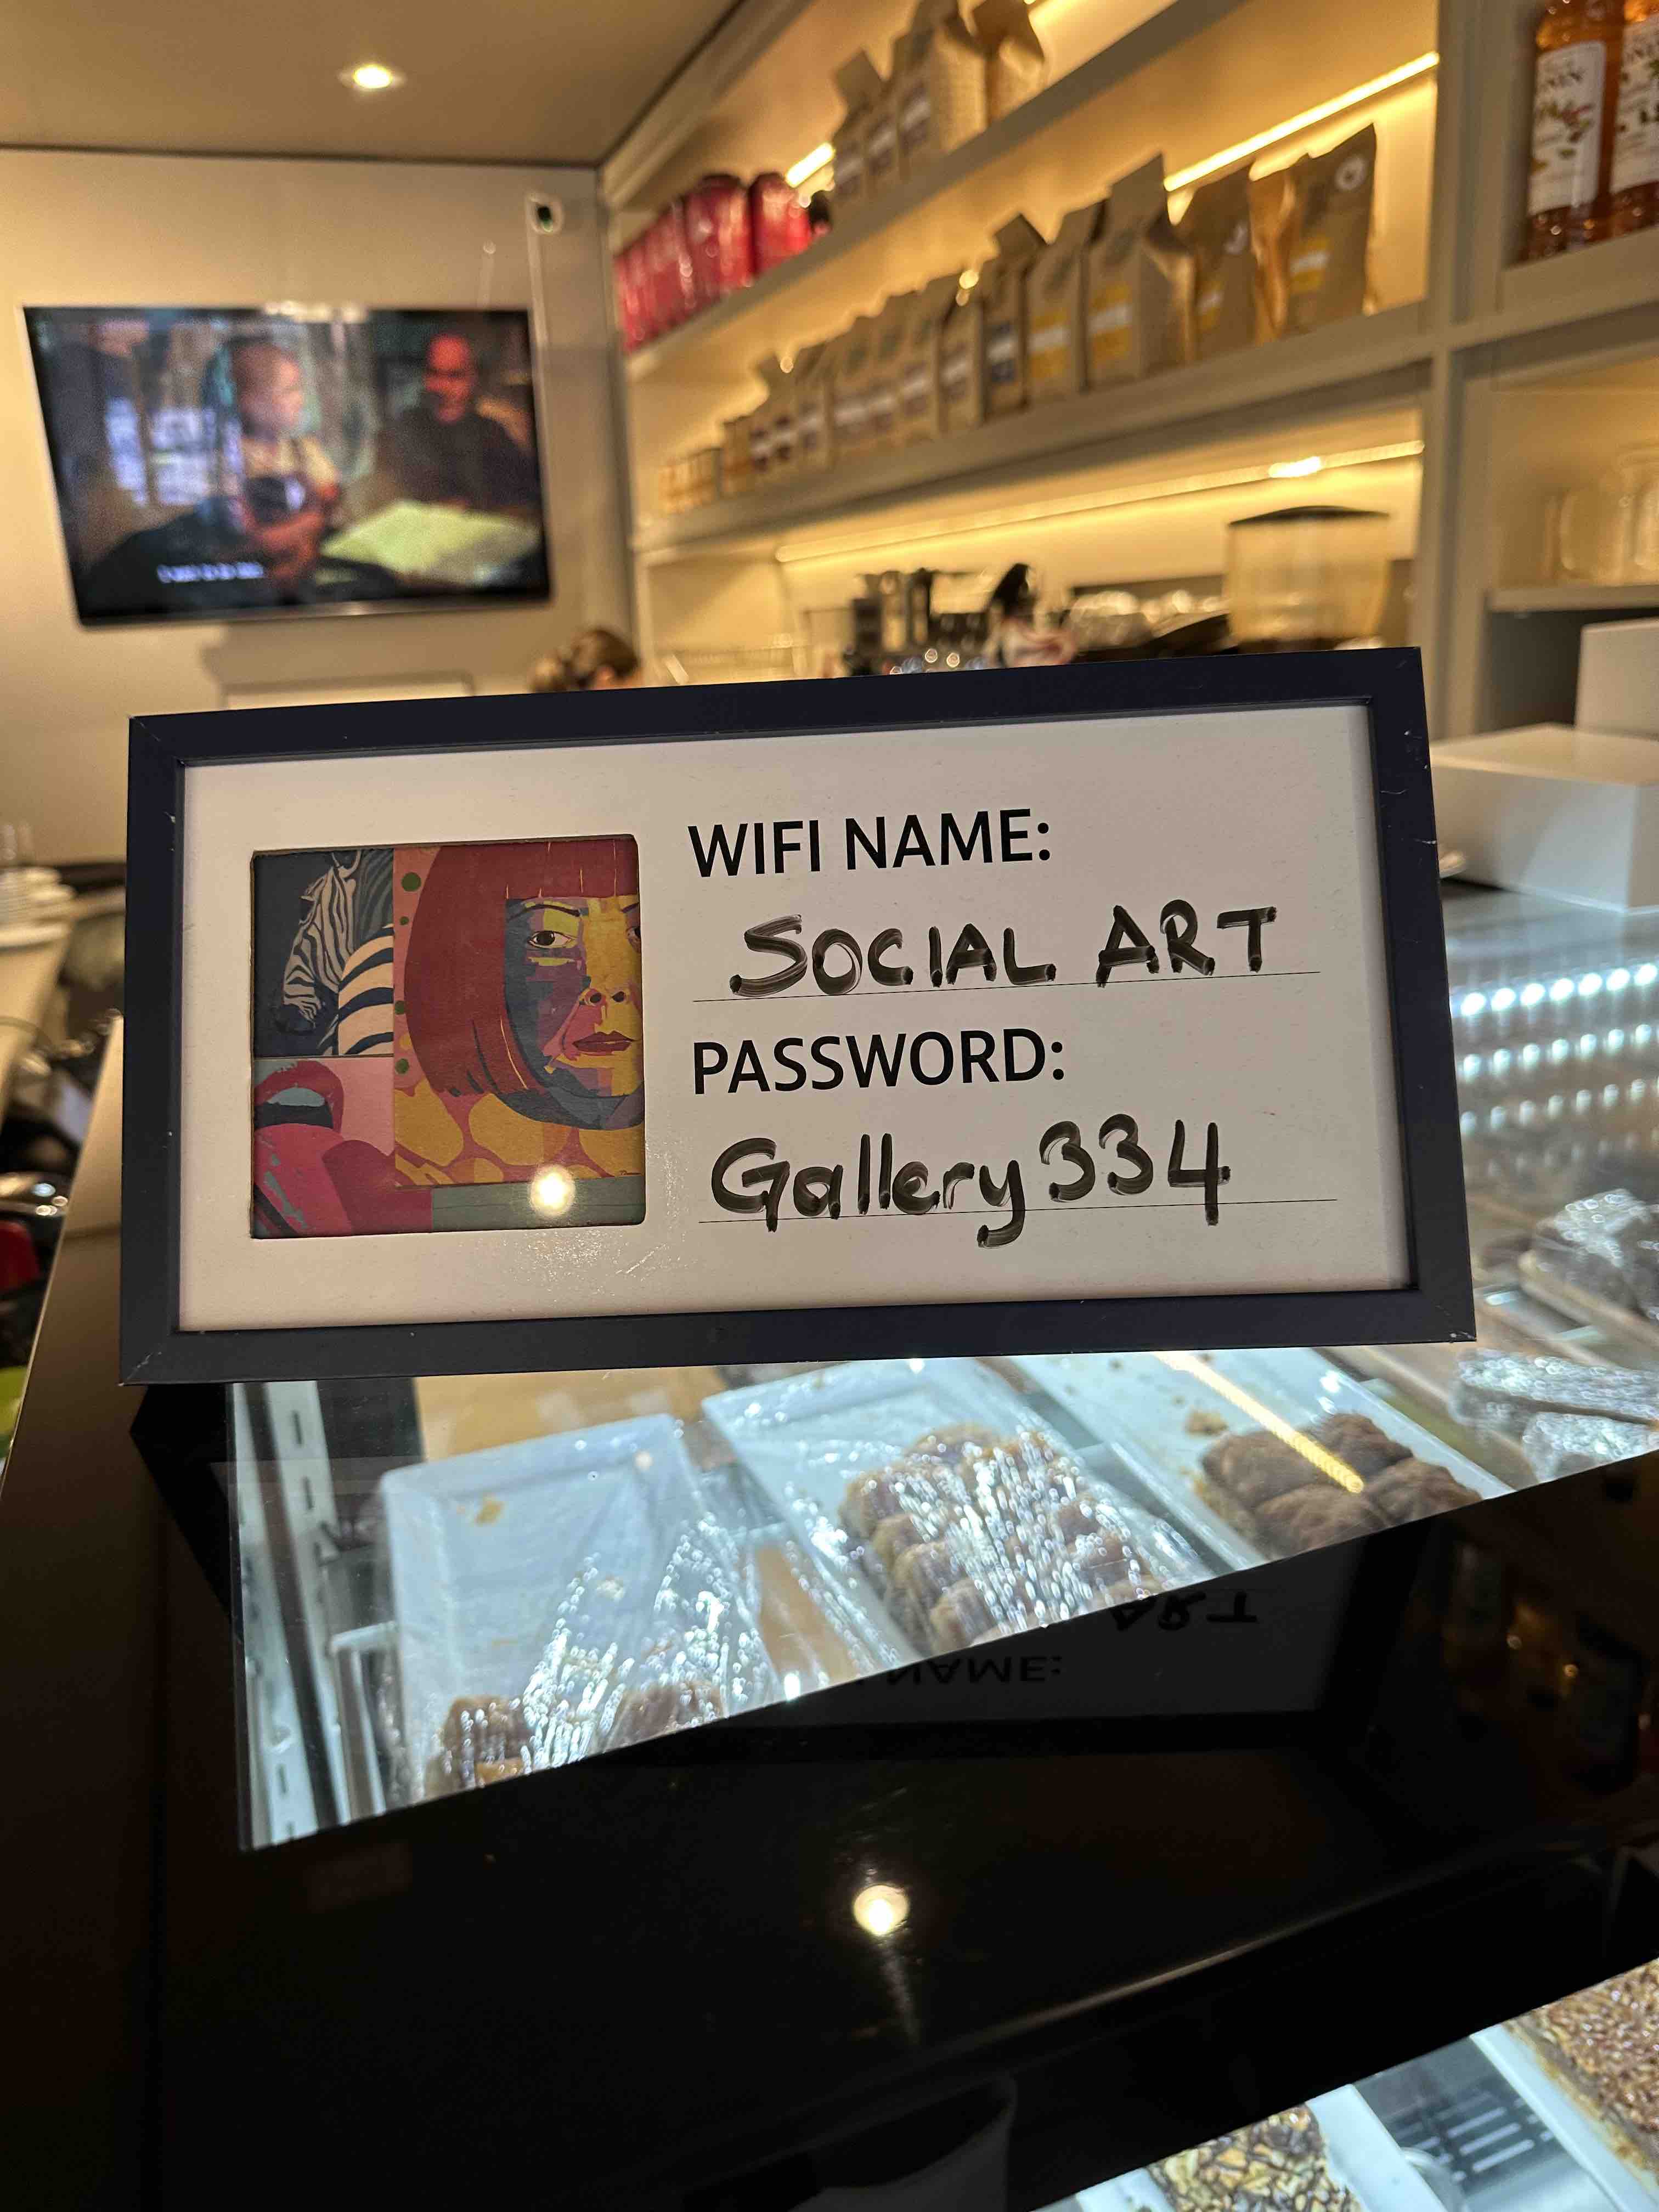 WIFI NAME:
SOCIAL ART
PASSWORD:
Gallery334